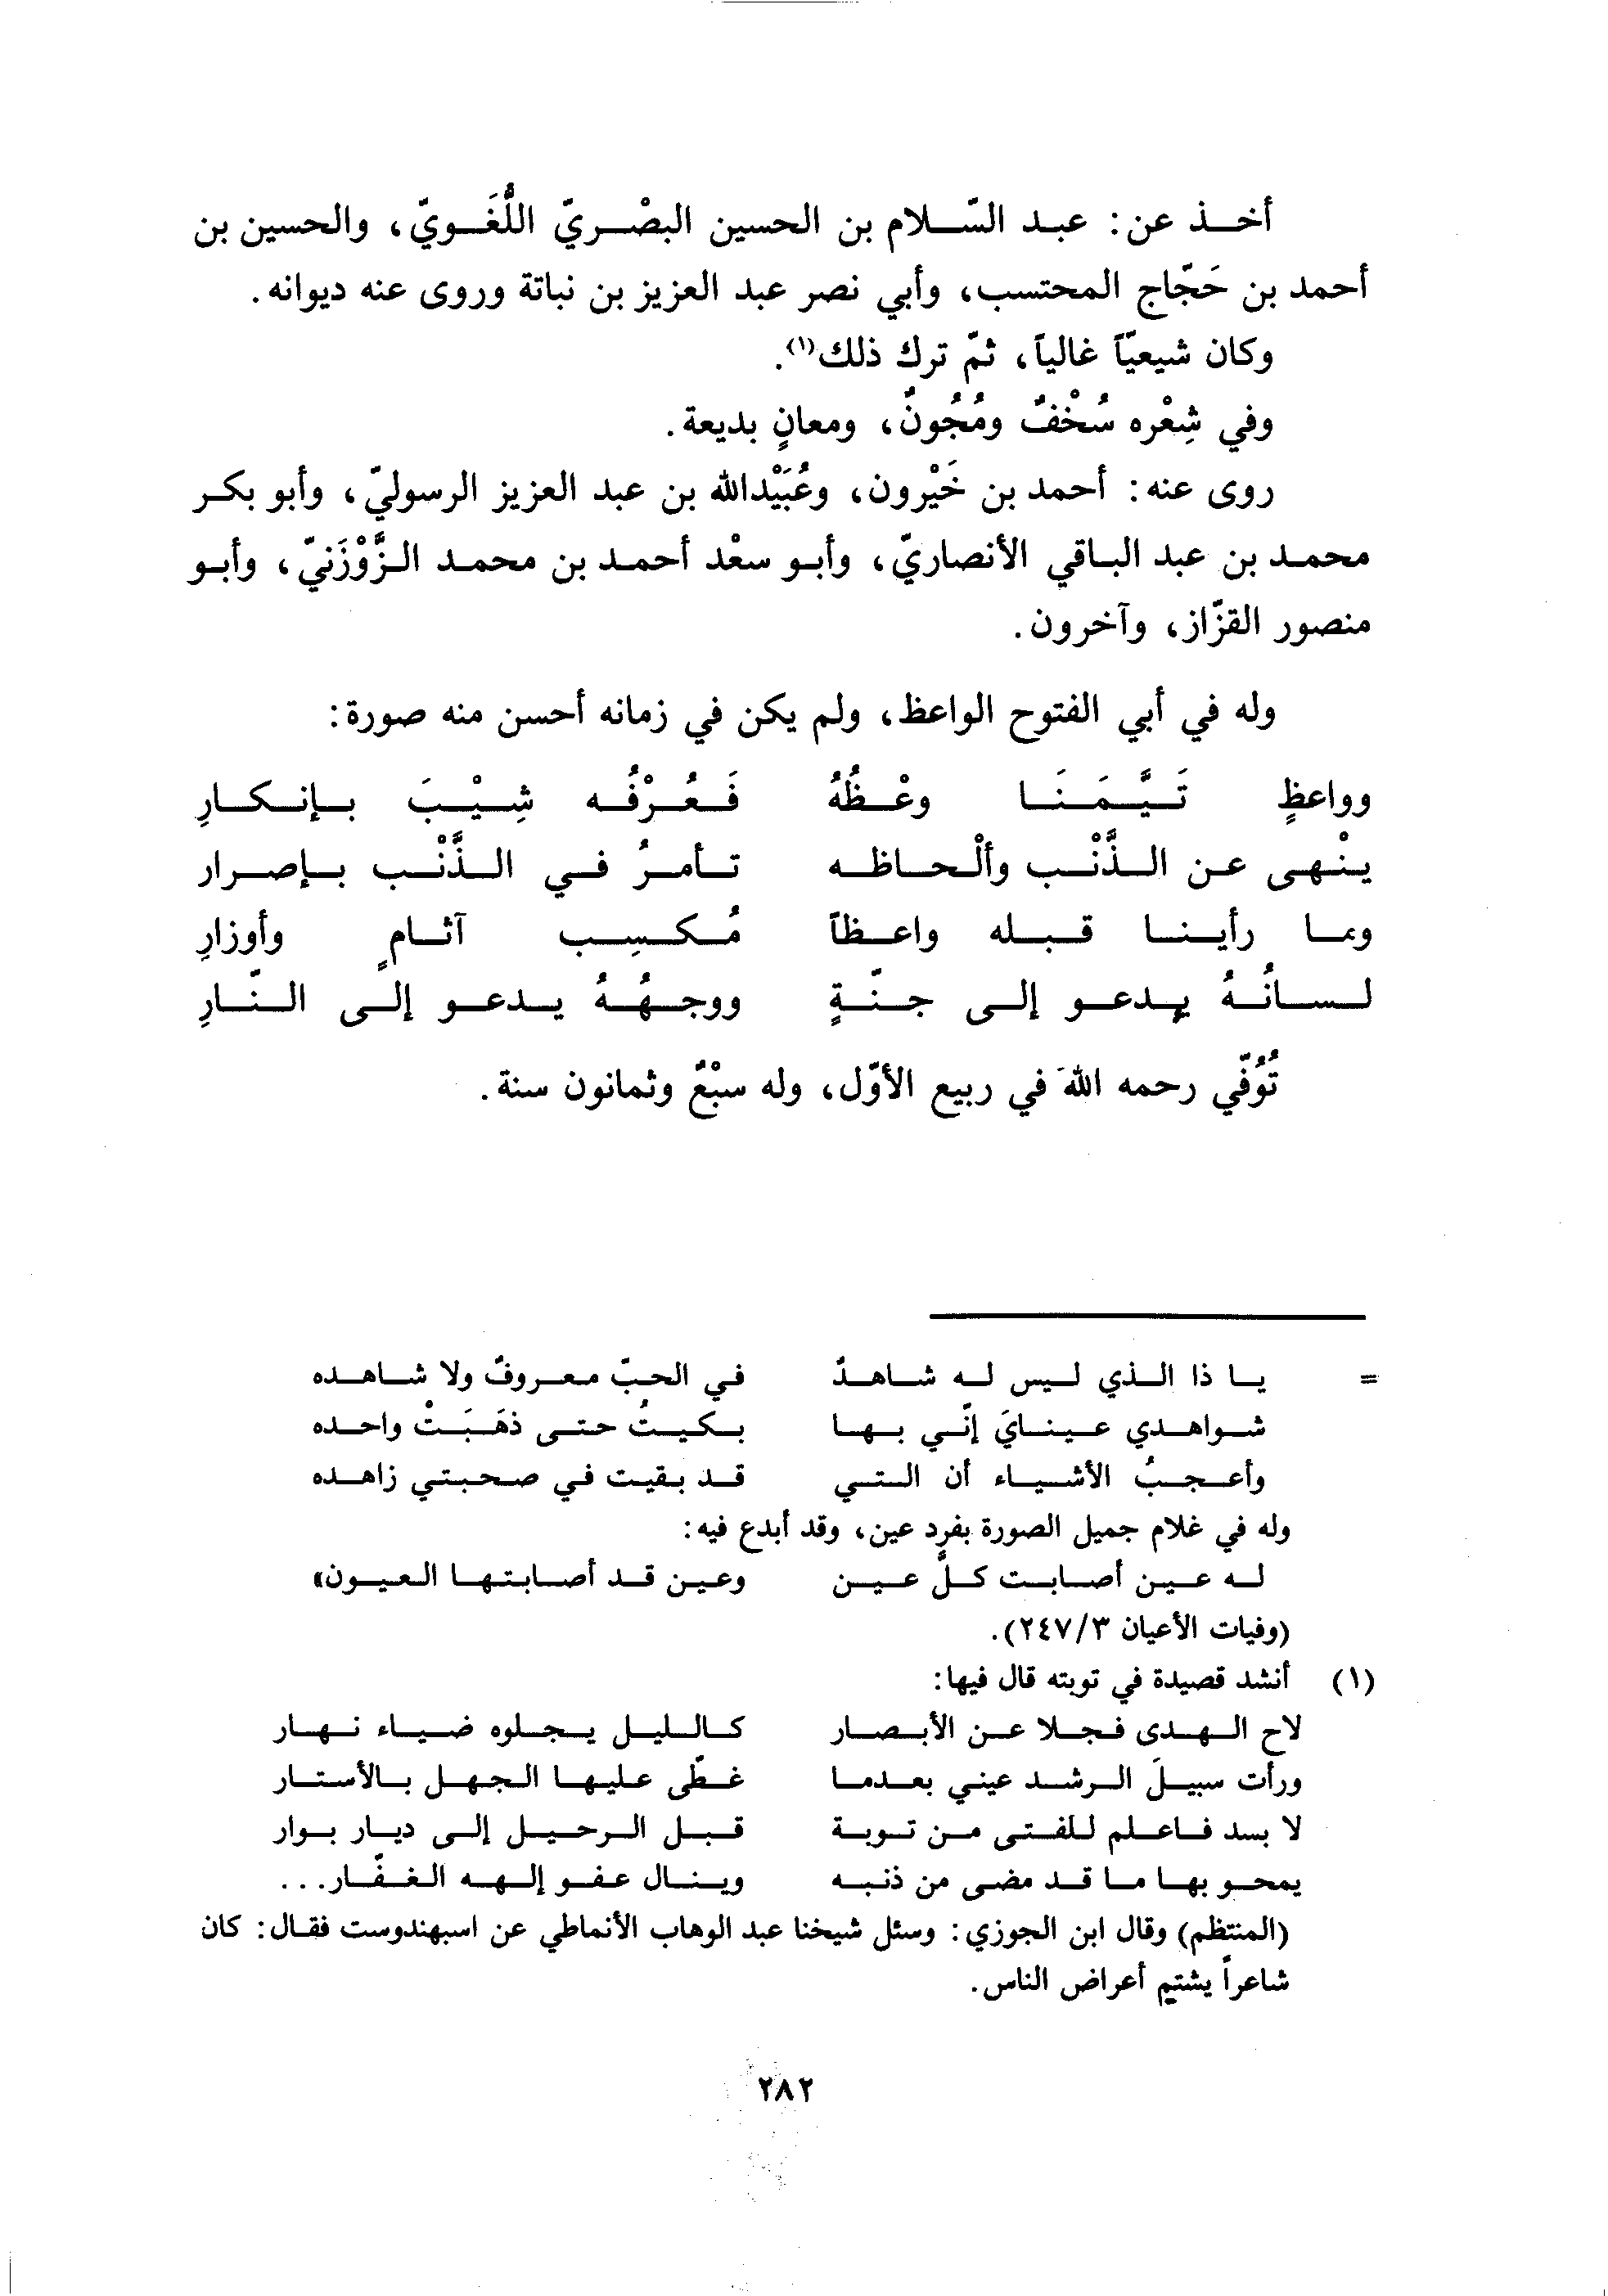 أخـذ عن: عبد السّلام بن الحسين البصْريّ اللُّغَويّ، والحسين بن
أحمد بن حَجّاج المحتسب، وأبي نصر عبد العزيز بن نباتة وروى عنه ديوانه.
وكان شيعيّاً غالياً، ثمّ ترك ذلك(١).
وفي شِعْره سُخْفٌ ومُجُونٌ، ومعانٍ بديعة.
روى عنه: أحمد بن خَيْرون، وعُبَيْدالله بن عبد العزيز الرسوليّ، وأبو بكر
محمد بن عبد الباقي الأنصاريّ، وأبو سعْد أحمد بن محمد الزَّوْزَنيّ، وأبو
منصور القزّاز، وآخرون.
وله في أبي الفتوح الواعظ، ولم يكن في زمانه أحسن منه صورة:
وواعظٍ تَيَّمَنَا وعْظُهُ فَعُرْفُه شِيْبَ بإنكارِ
ينْهى عن الذَّنْب وألْحاظه تأمرُ في الذَّنْب بإصرار
وما رأينا قبله واعظاً مُكسِب آثامٍ وأوزارِ
لسانُهُ يدعو إلى جنّةٍ ووجهُهُ يدعو إلى النّارِ
تُوُفّي رحمه الله في ربيع الأوّل، وله سبْعٌ وثمانون سنة.
= يا ذا الذي ليس له شاهدٌ في الحبّ معروفٌ ولا شاهده
شواهدي عينايَ إنّي بها بكيتُ حتى ذهَبَتْ واحده
وأعجبُ الأشياء أن التي قد بقيت في صحبتي زاهده
وله في غلام جميل الصورة بفرد عين، وقد أبدع فيه:
له عين أصابت كلَّ عين وعين قد أصابتها العيون»
(وفيات الأعيان ٢٤٧/٣).
(١) أنشد قصيدة في توبته قال فيها:
لاح الهدى فجلا عن الأبصار كالليل يجلوه ضياء نهار
ورأت سبيلَ الرشد عيني بعدما غطّى عليها الجهل بالأستار
لا بسد فاعلم للفتى من توبة قبل الرحيل إلى ديار بوار
يمحو بها ما قد مضى من ذنبه وينال عفو إلهه الغفّار...
(المنتظم) وقال ابن الجوزي: وسئل شيخنا عبد الوهاب الأنماطي عن اسبهندوست فقال: كان
شاعراً يشتم أعراض الناس.
٢٨٢